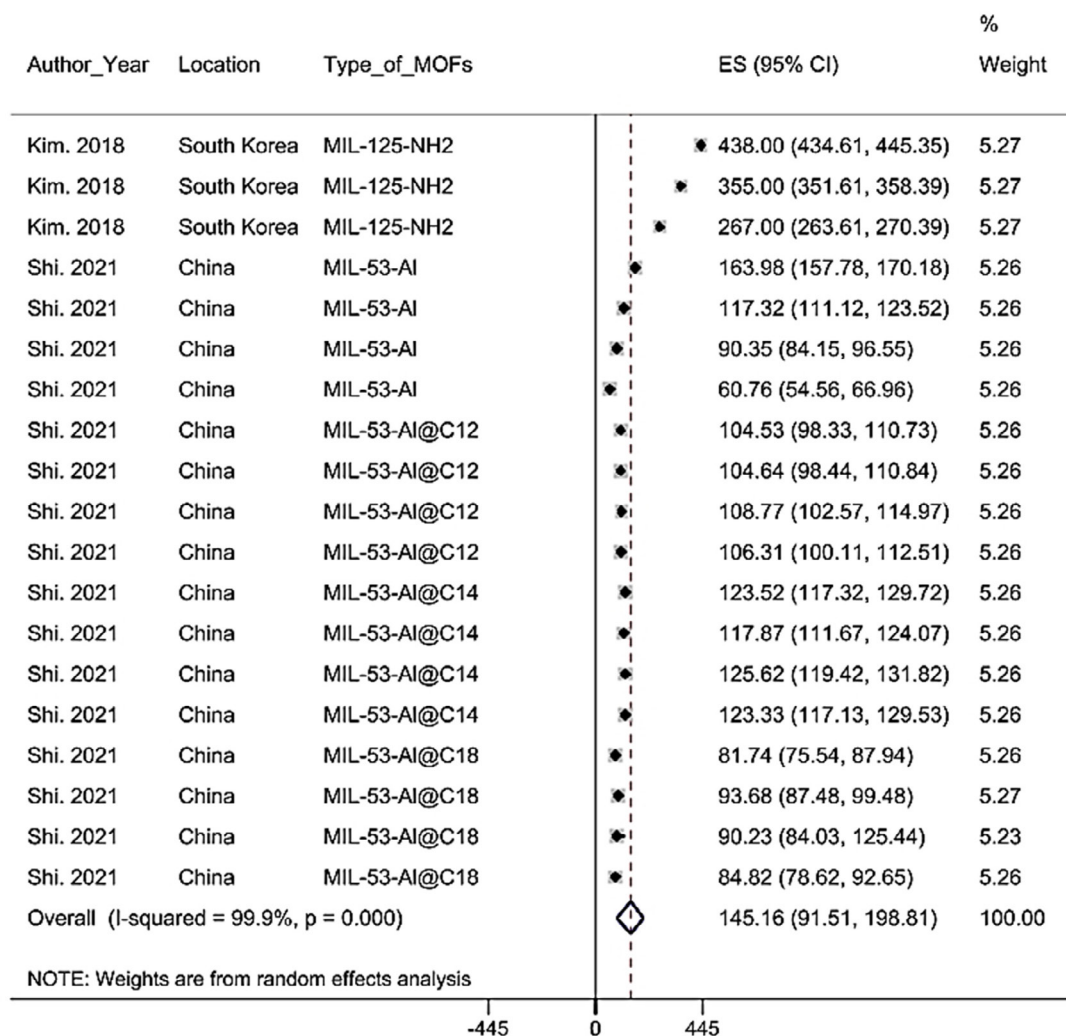 %
Author_Year Location Type_of_MOFs ES (95% CI) Weight
Kim. 2018 South Korea MIL-125-NH2 438.00 (434.61, 445.35) 5.27
Kim. 2018 South Korea MIL-125-NH2 355.00 (351.61, 358.39) 5.27
Kim. 2018 South Korea MIL-125-NH2 267.00 (263.61, 270.39) 5.27
Shi. 2021 China MIL-53-Al 163.98 (157.78, 170.18) 5.26
Shi. 2021 China MIL-53-Al 117.32 (111.12, 123.52) 5.26
Shi. 2021 China MIL-53-Al 90.35 (84.15, 96.55) 5.26
Shi. 2021 China MIL-53-Al 60.76 (54.56, 66.96) 5.26
Shi. 2021 China MIL-53-Al@C12 104.53 (98.33, 110.73) 5.26
Shi. 2021 China MIL-53-Al@C12 104.64 (98.44, 110.84) 5.26
Shi. 2021 China MIL-53-Al@C12 108.77 (102.57, 114.97) 5.26
Shi. 2021 China MIL-53-Al@C12 106.31 (100.11, 112.51) 5.26
Shi. 2021 China MIL-53-Al@C14 123.52 (117.32, 129.72) 5.26
Shi. 2021 China MIL-53-Al@C14 117.87 (111.67, 124.07) 5.26
Shi. 2021 China MIL-53-Al@C14 125.62 (119.42, 131.82) 5.26
Shi. 2021 China MIL-53-Al@C14 123.33 (117.13, 129.53) 5.26
Shi. 2021 China MIL-53-Al@C18 81.74 (75.54, 87.94) 5.26
Shi. 2021 China MIL-53-Al@C18 93.68 (87.48, 99.48) 5.27
Shi. 2021 China MIL-53-Al@C18 90.23 (84.03, 125.44) 5.23
Shi. 2021 China MIL-53-Al@C18 84.82 (78.62, 92.65) 5.26
Overall (I-squared = 99.9%, p = 0.000) 145.16 (91.51, 198.81) 100.00
NOTE: Weights are from random effects analysis
-445 0 445